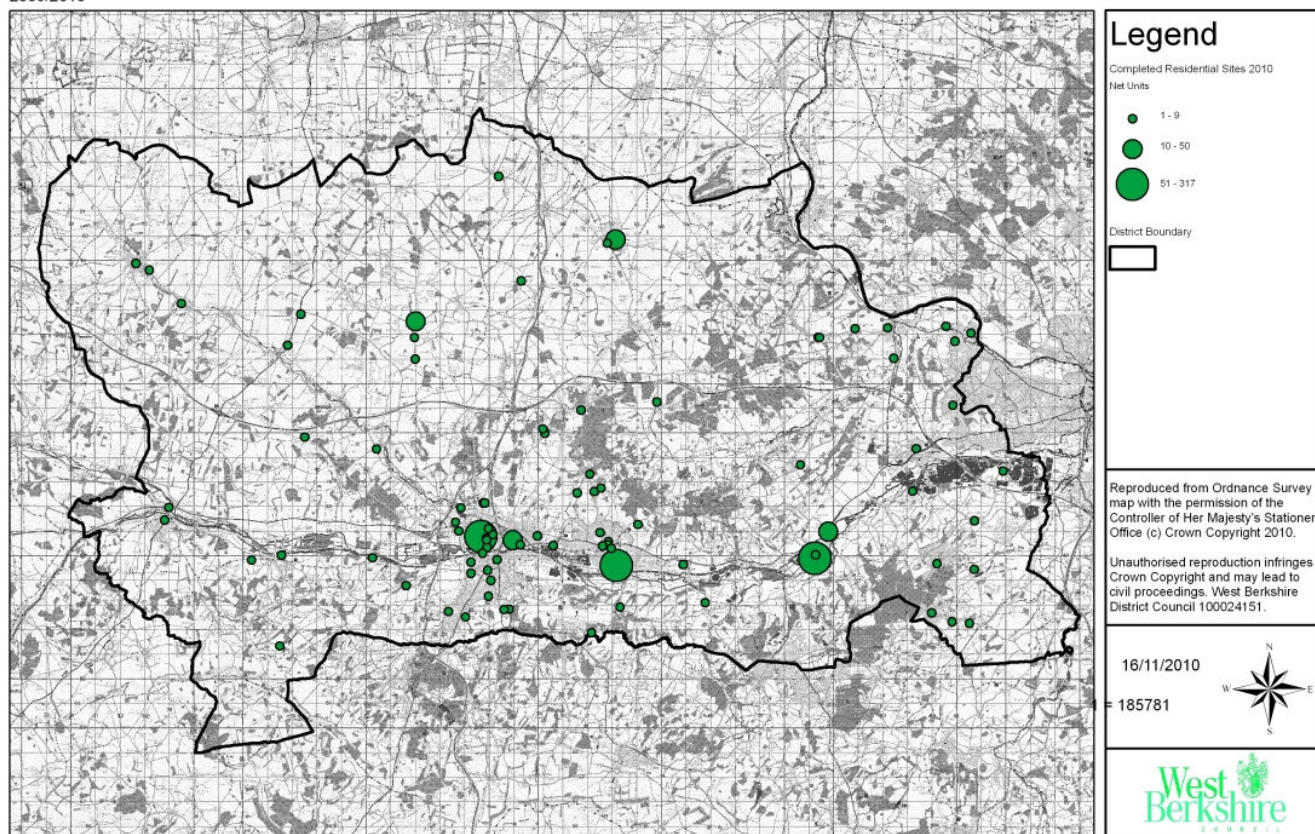 Legend
Completed Residential Sites 2010
Net Units
1 - 9
10 - 50
51 - 317
District Boundary
Reproduced from Ordnance Survey
map with the permission of the
Controller of Her Majesty's Stationer
Office (c) Crown Copyright 2010.
Unauthorised reproduction infringes
Crown Copyright and may lead to
civil proceedings. West Berkshire
District Council 100024151.
16/11/2010
= 185781
N
W
E
S
West
Berkshire
COUNCIL